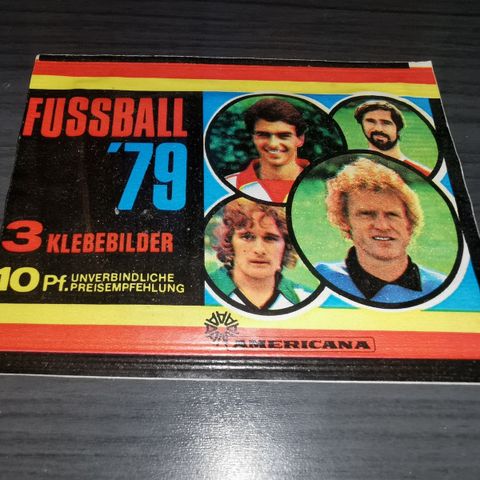 FUSSBALL
'79
3 KLEBEBILDER
10 Pf. UNVERBINDLICHE
PREISEMPFEHLUNG
AMERICANA